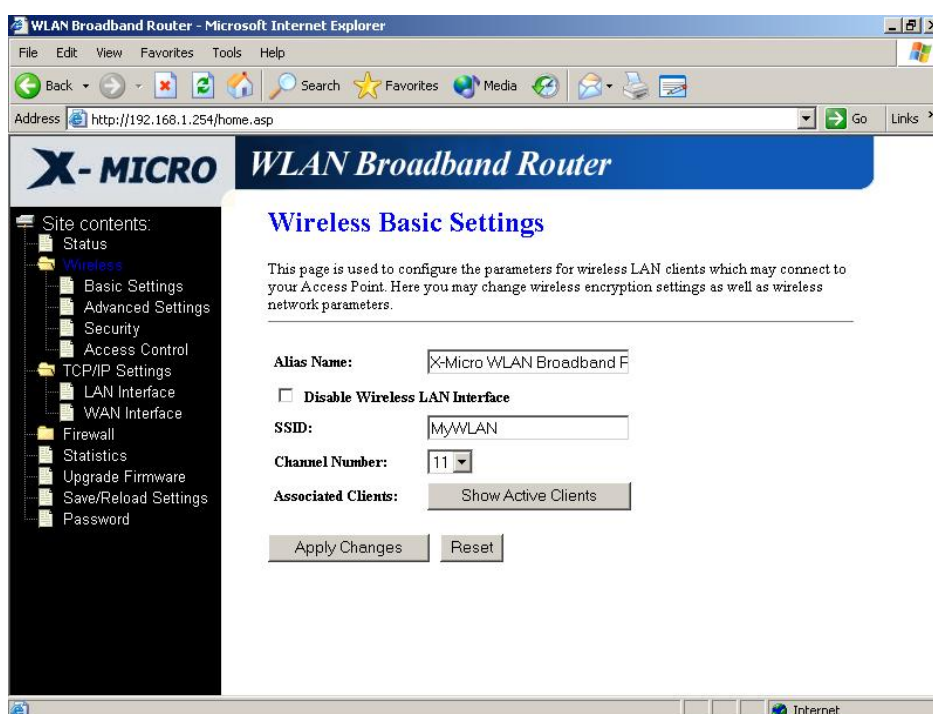 WLAN Broadband Router - Microsoft Internet Explorer
File Edit View Favorites Tools Help
Back Search Favorites Media
Address http://192.168.1.254/home.asp Go Links
X-MICRO WLAN Broadband Router
Site contents:
Status
Wireless
Basic Settings
Advanced Settings
Security
Access Control
TCP/IP Settings
LAN Interface
WAN Interface
Firewall
Statistics
Upgrade Firmware
Save/Reload Settings
Password
Wireless Basic Settings
This page is used to configure the parameters for wireless LAN clients which may connect to
your Access Point. Here you may change wireless encryption settings as well as wireless
network parameters.
Alias Name: X-Micro WLAN Broadband F
Disable Wireless LAN Interface
SSID: MyWLAN
Channel Number: 11
Associated Clients: Show Active Clients
Apply Changes Reset
Internet